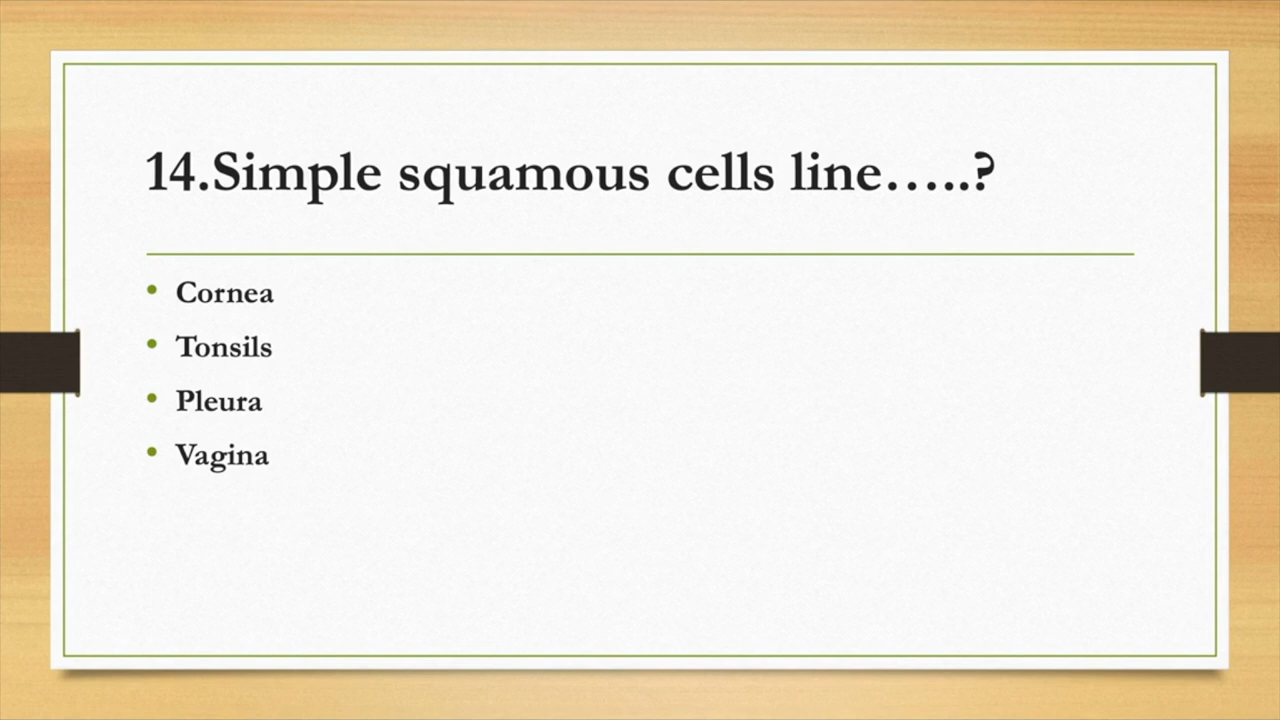 14.Simple squamous cells line…..?
• Cornea
• Tonsils
• Pleura
• Vagina